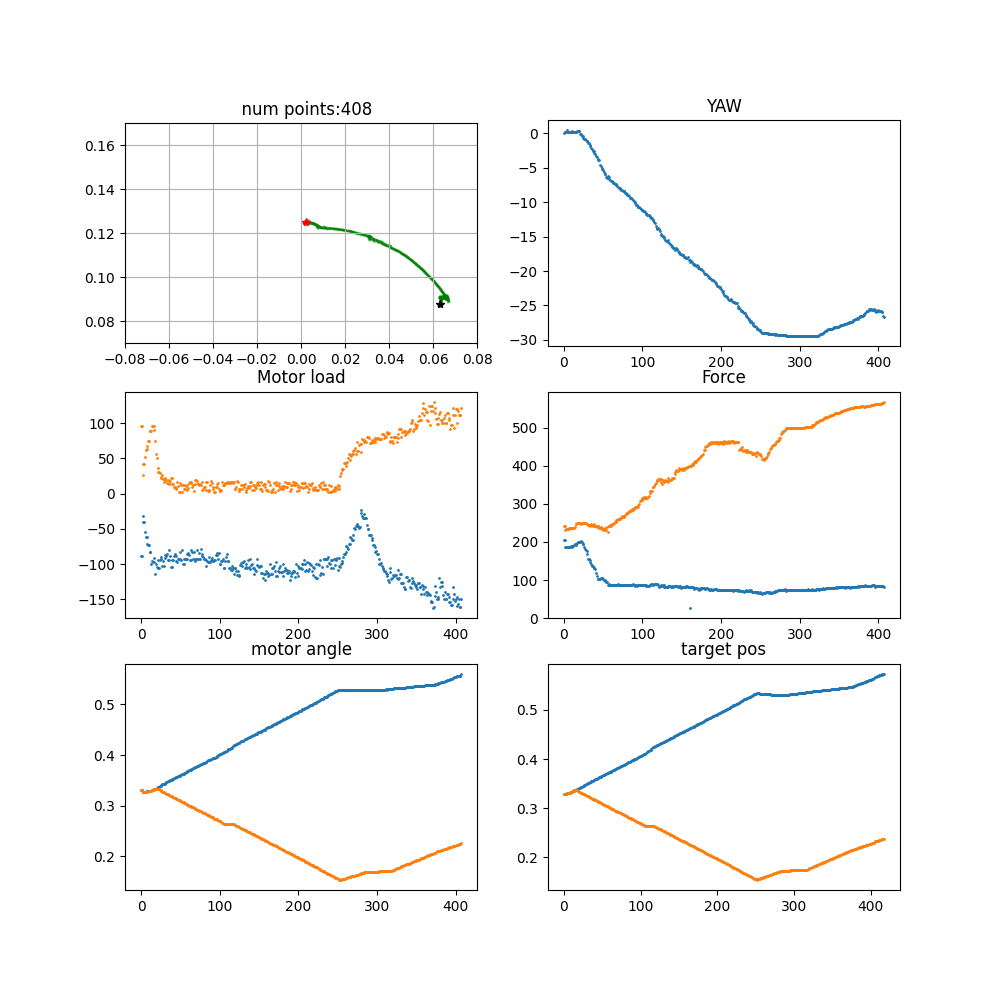 num points:408
YAW
0.16
0.14
0.12
0.10
0.08
−0.08 −0.06 −0.04 −0.02 0.00 0.02 0.04 0.06 0.08
0
−5
−10
−15
−20
−25
−30
0 100 200 300 400
Motor load
Force
100
50
0
−50
−100
−150
0 100 200 300 400
500
400
300
200
100
0
0 100 200 300 400
motor angle
target pos
0.5
0.4
0.3
0.2
0 100 200 300 400
0.5
0.4
0.3
0.2
0 100 200 300 400